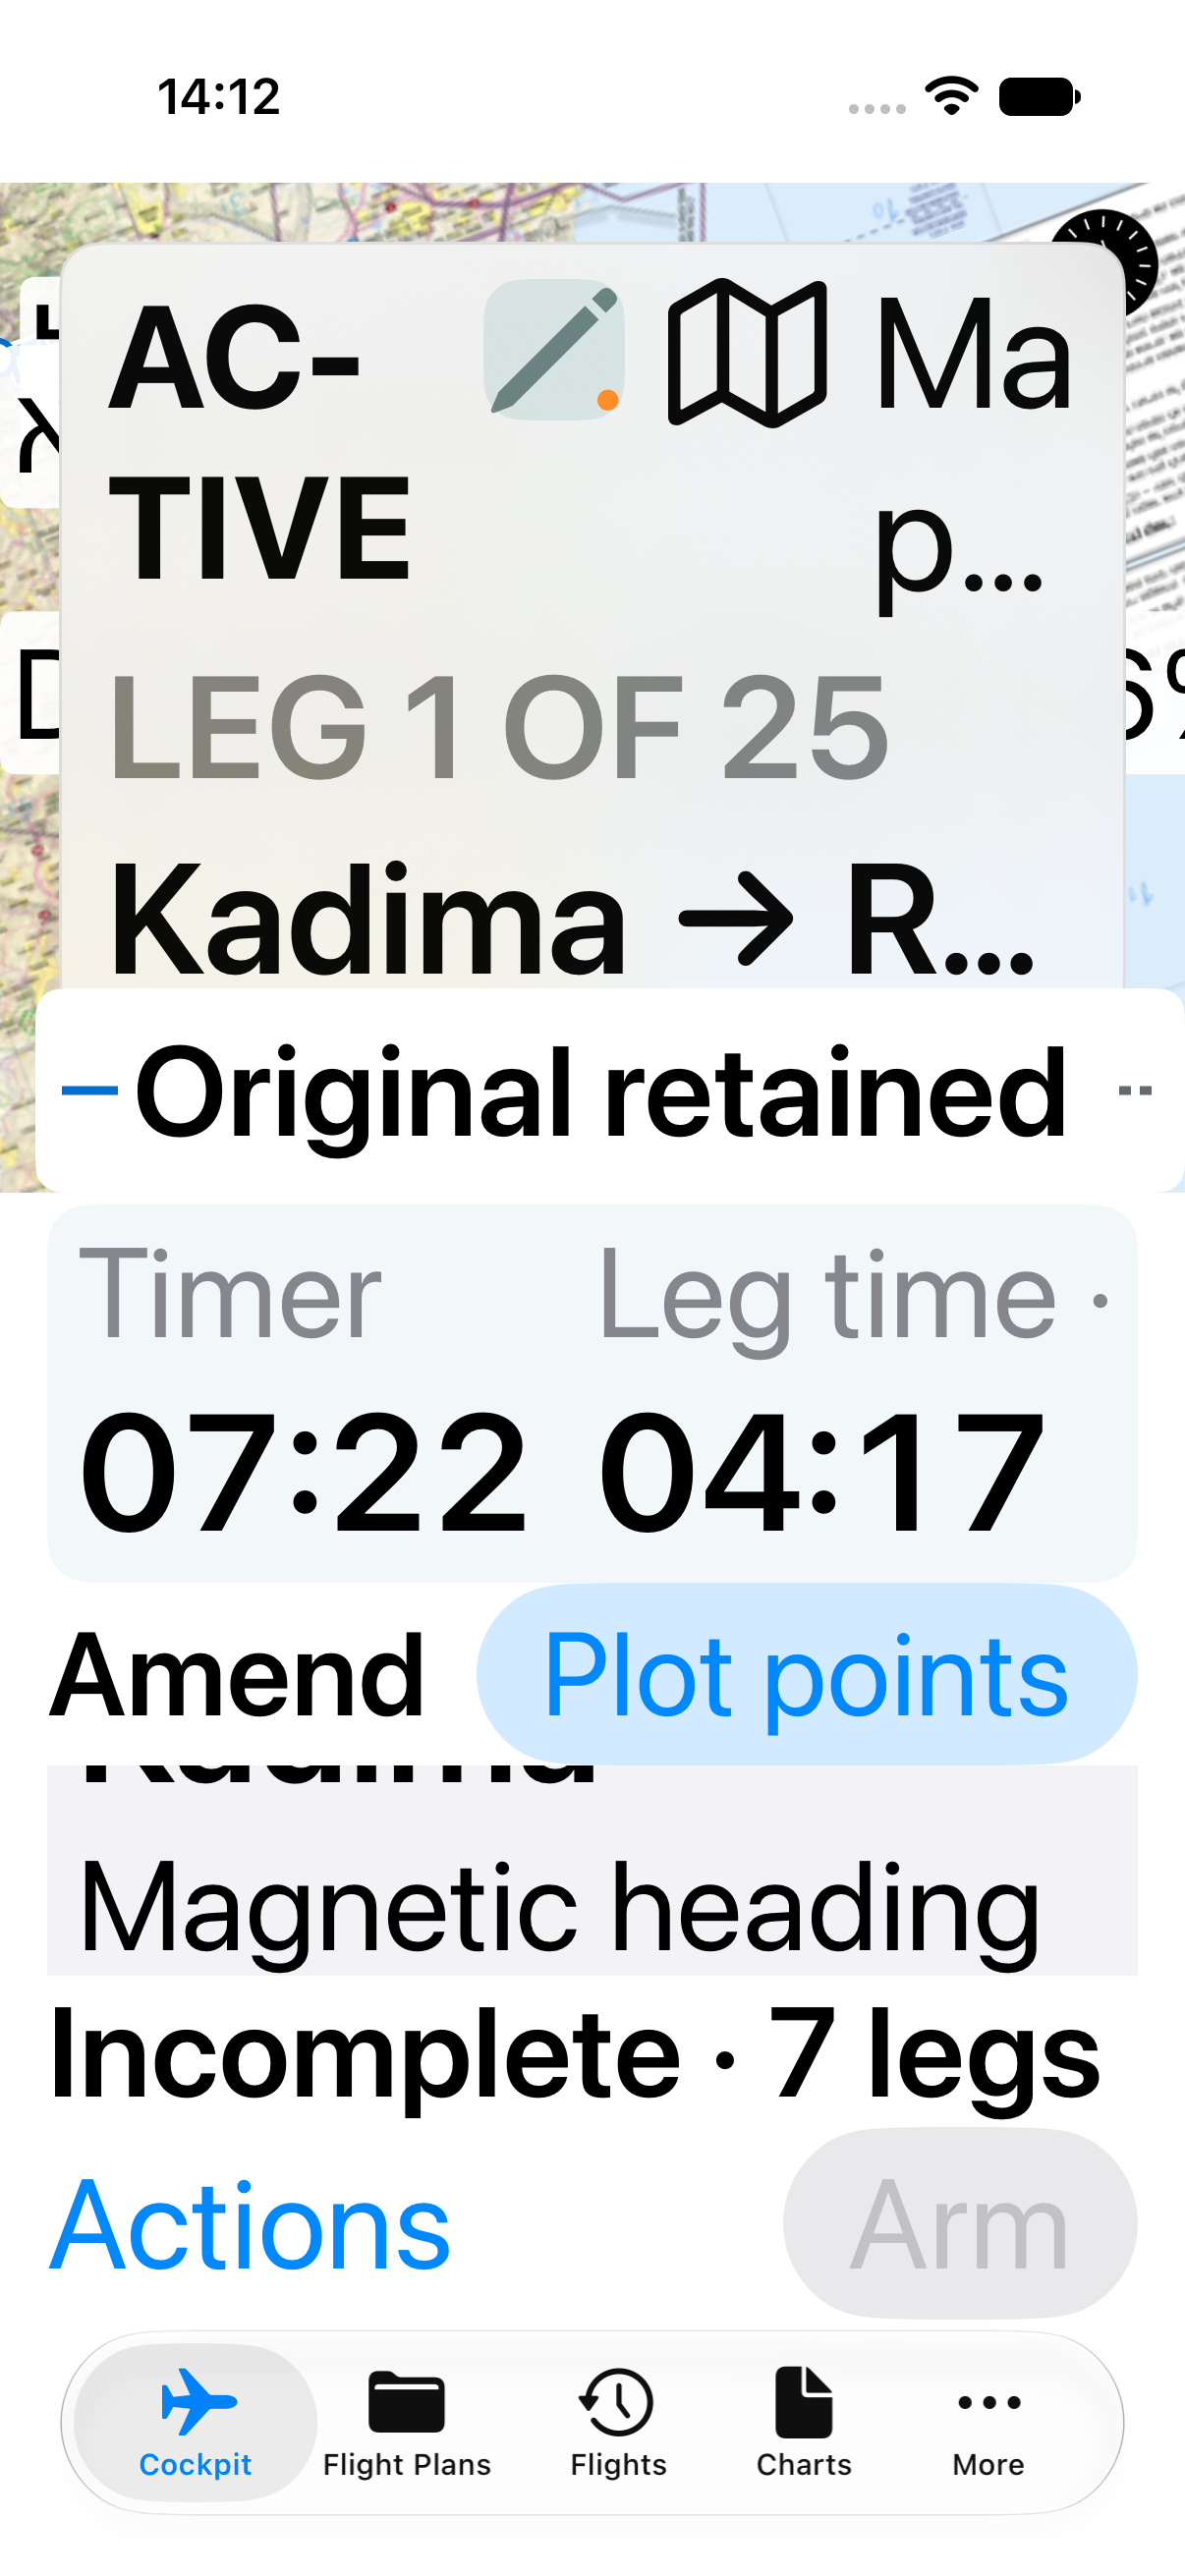 14:12
AC-
TIVE
Ma
p...
LEG 1 OF 25
Kadima → R...
Original retained
Timer
Leg time ·
07:22
04:17
Amend
Plot points
Kadima
Magnetic heading
Incomplete · 7 legs
Actions
Arm
Cockpit
Flight Plans
Flights
Charts
More